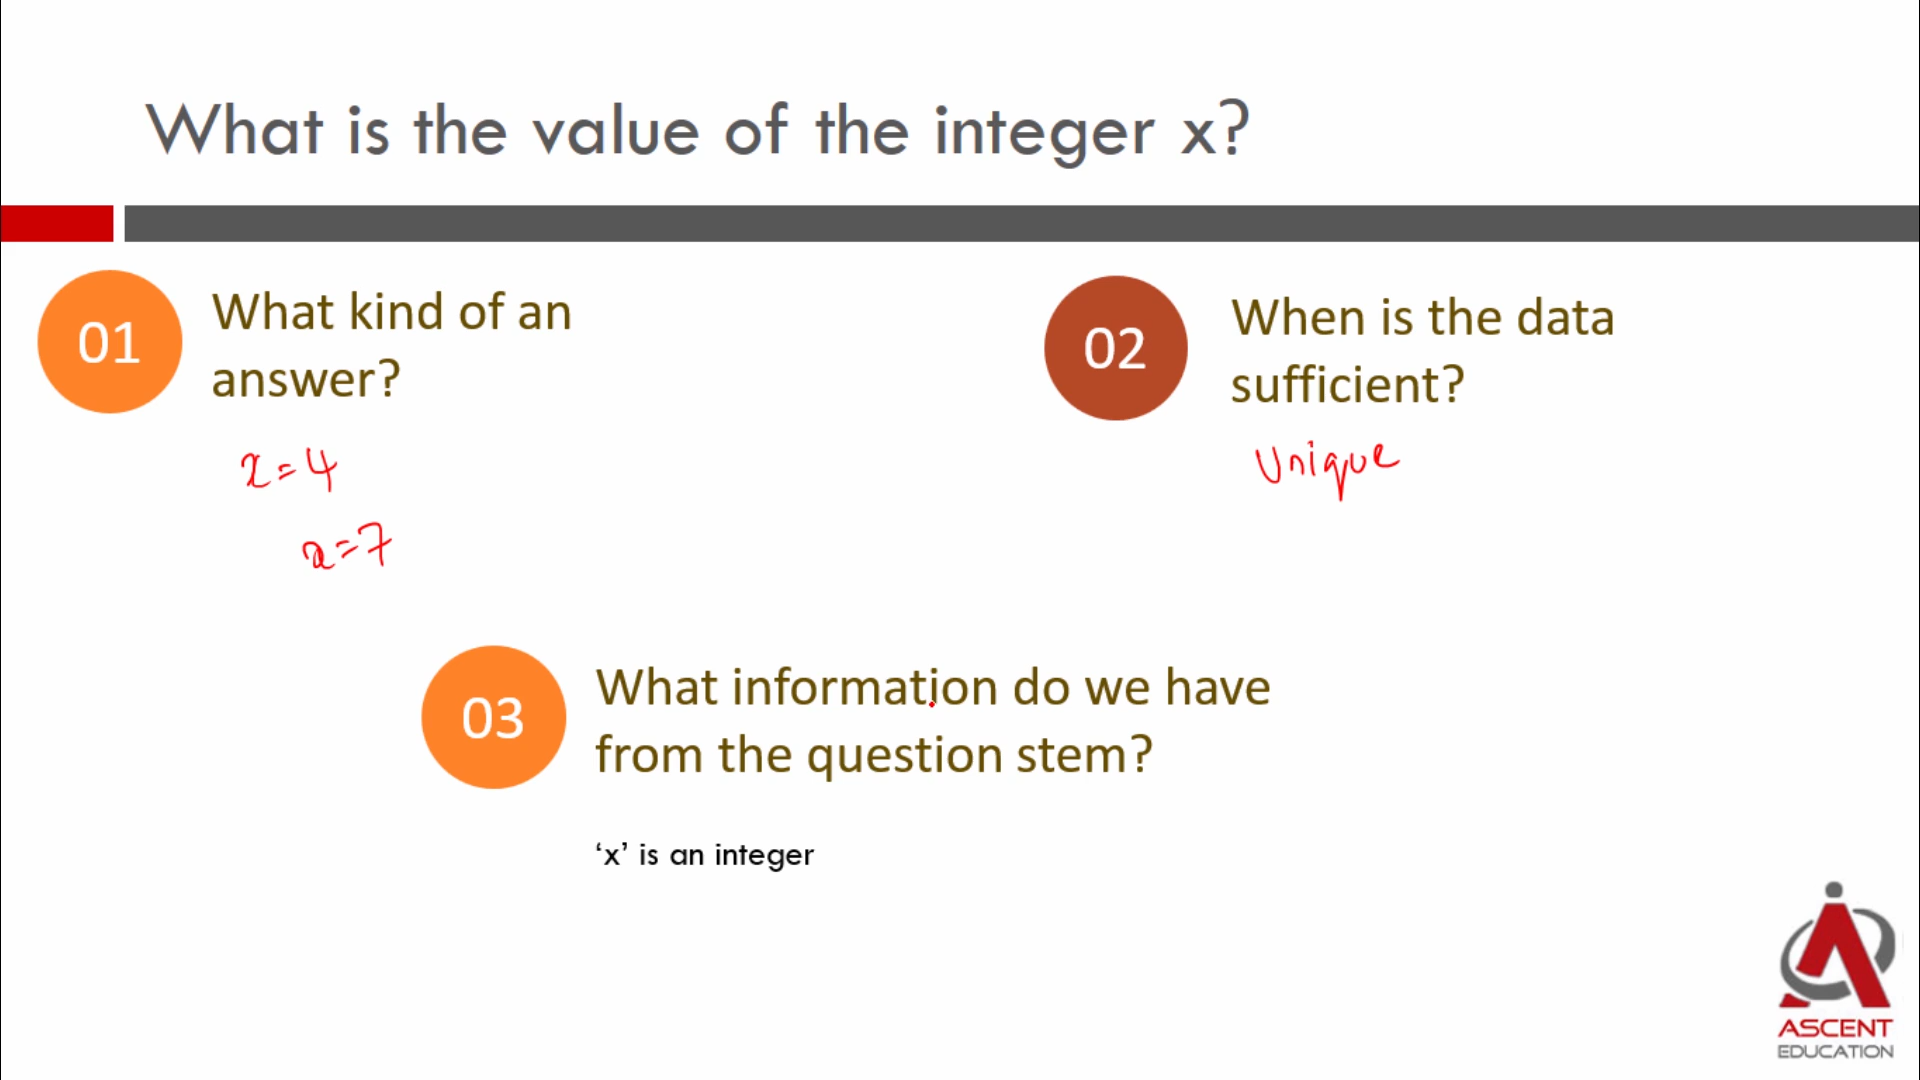 What is the value of the integer x?
01
What kind of an
answer?
x=4
x=7
02
When is the data
sufficient?
Unique
03
What information do we have
from the question stem?
‘x’ is an integer
ASCENT
EDUCATION